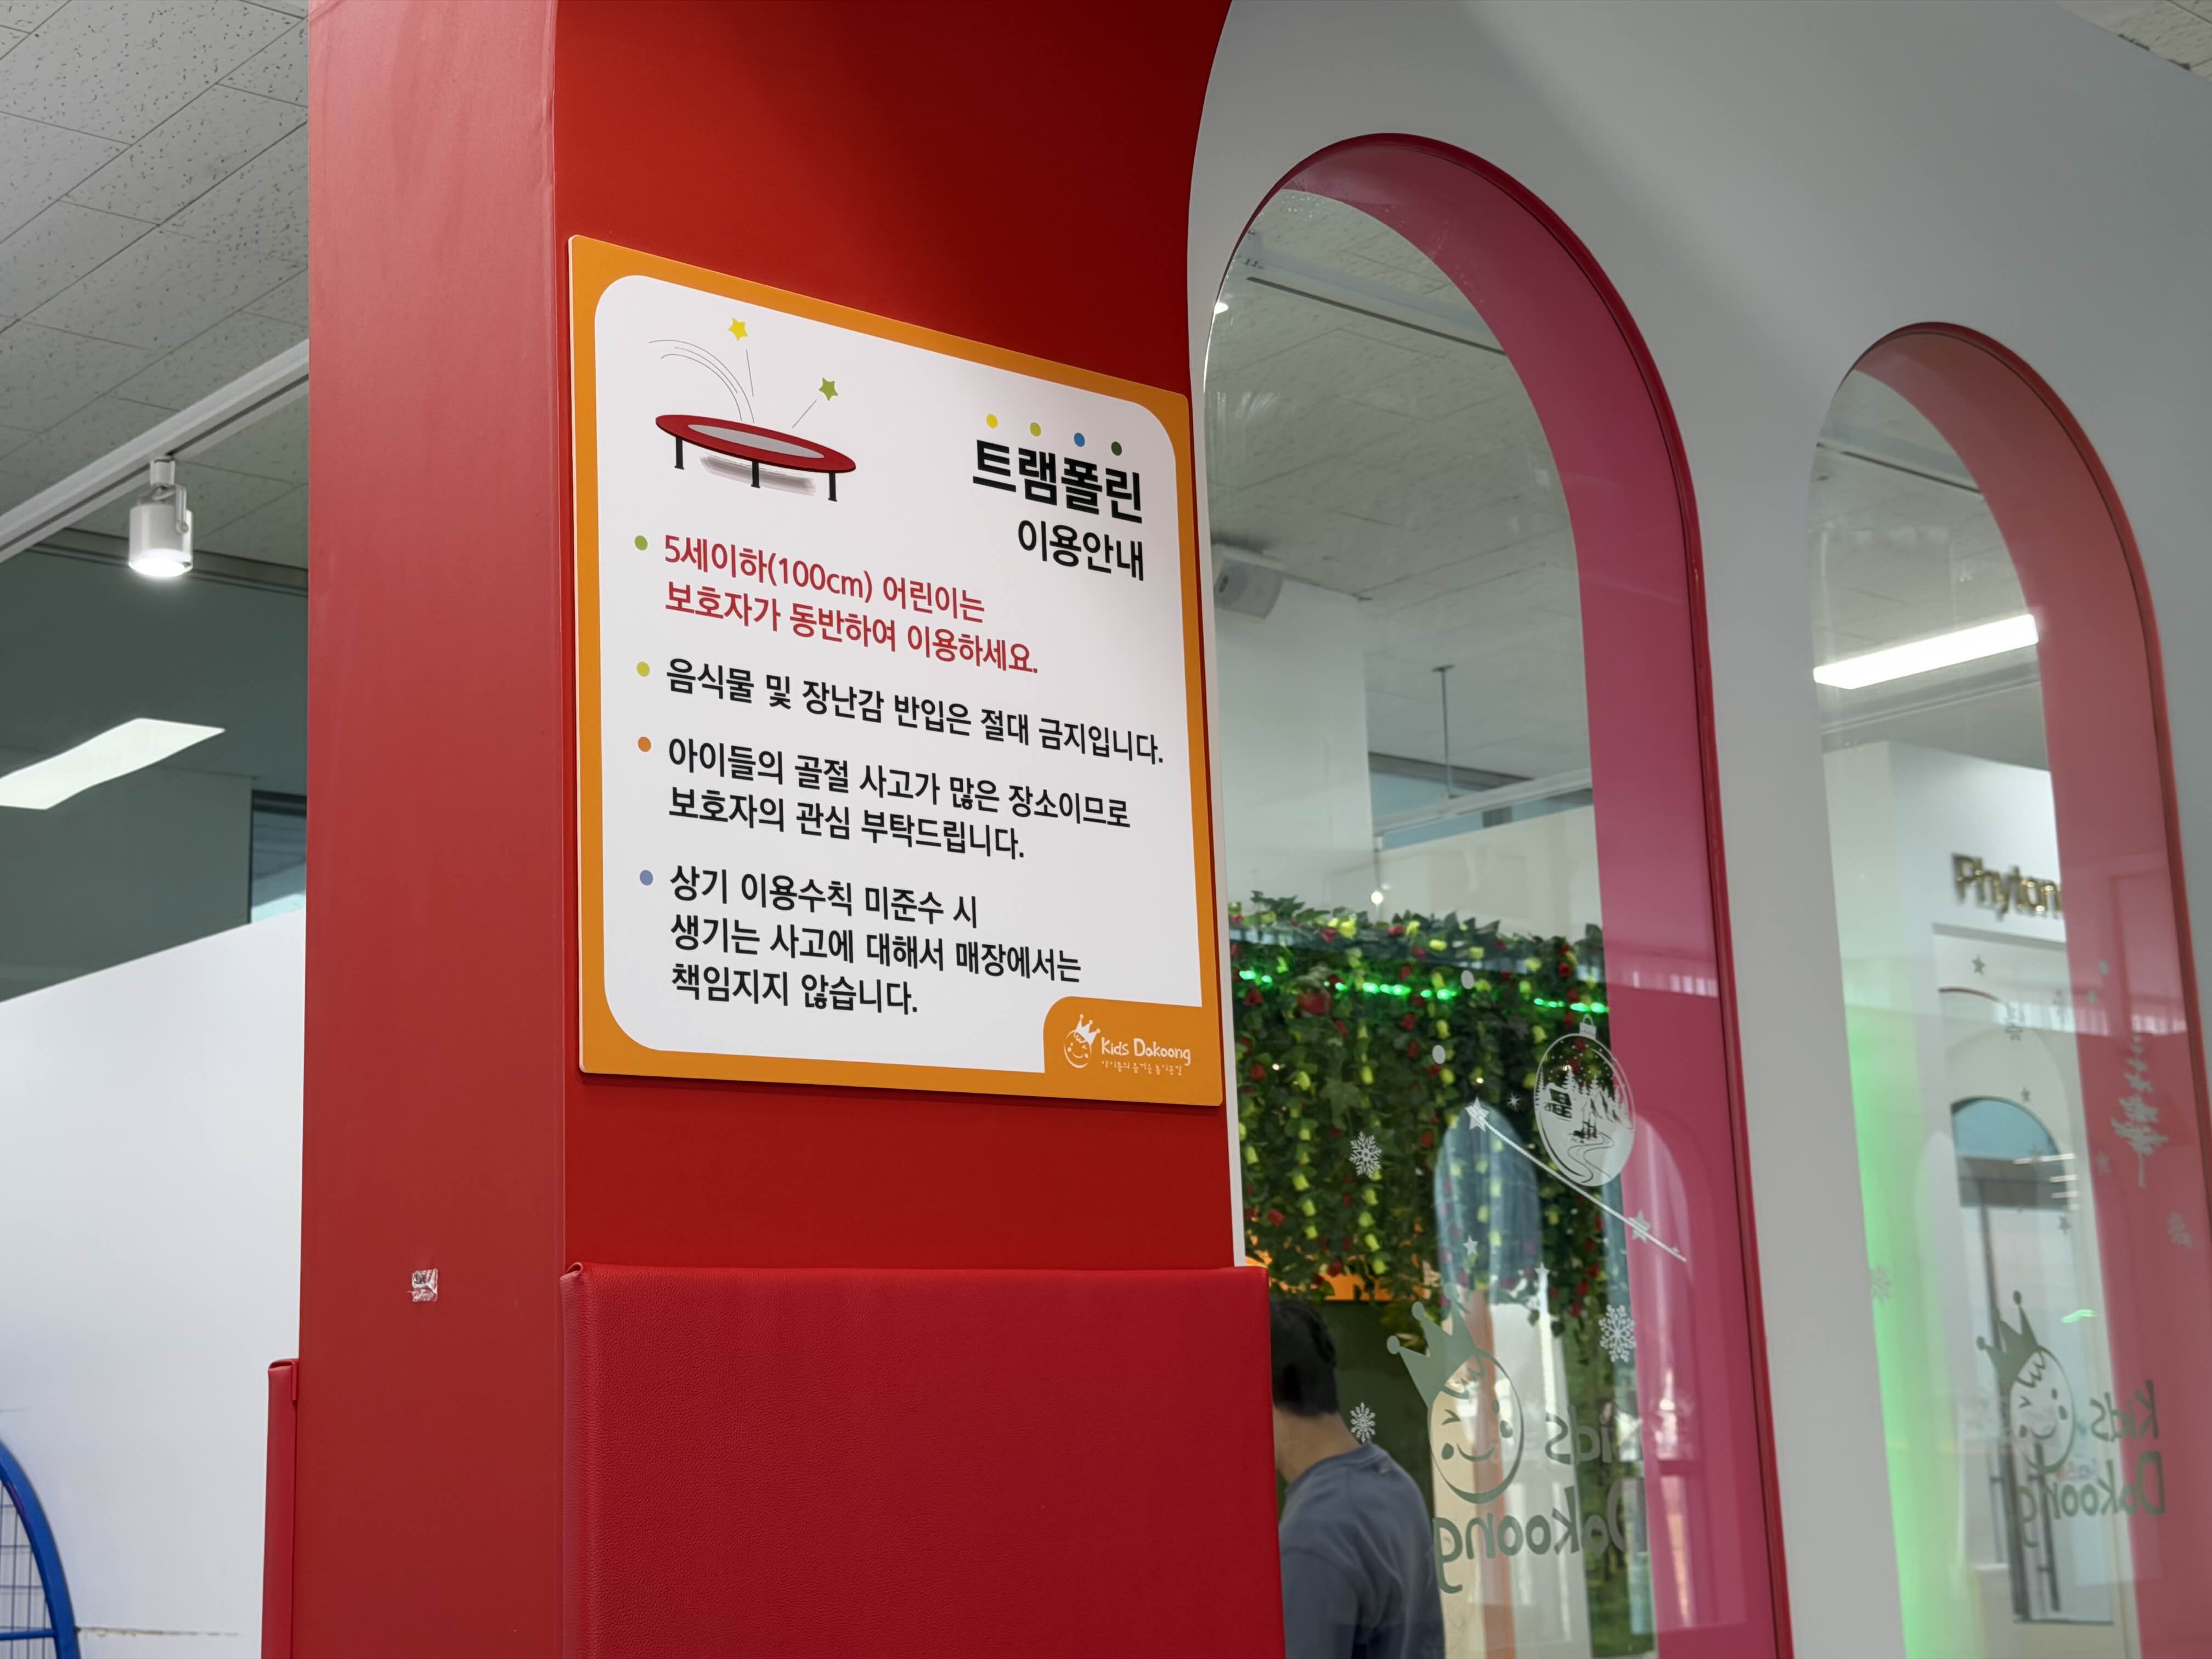 트램폴린
이용안내
5세이하(100cm) 어린이는
보호자가 동반하여 이용하세요.
음식물 및 장난감 반입은 절대 금지입니다.
아이들의 골절 사고가 많은 장소이므로
보호자의 관심 부탁드립니다.
상기 이용수칙 미준수 시
생기는 사고에 대해서 매장에서는
책임지지 않습니다.
Kids Dakoong
Kids
Dakoong
Kids
Dakoong